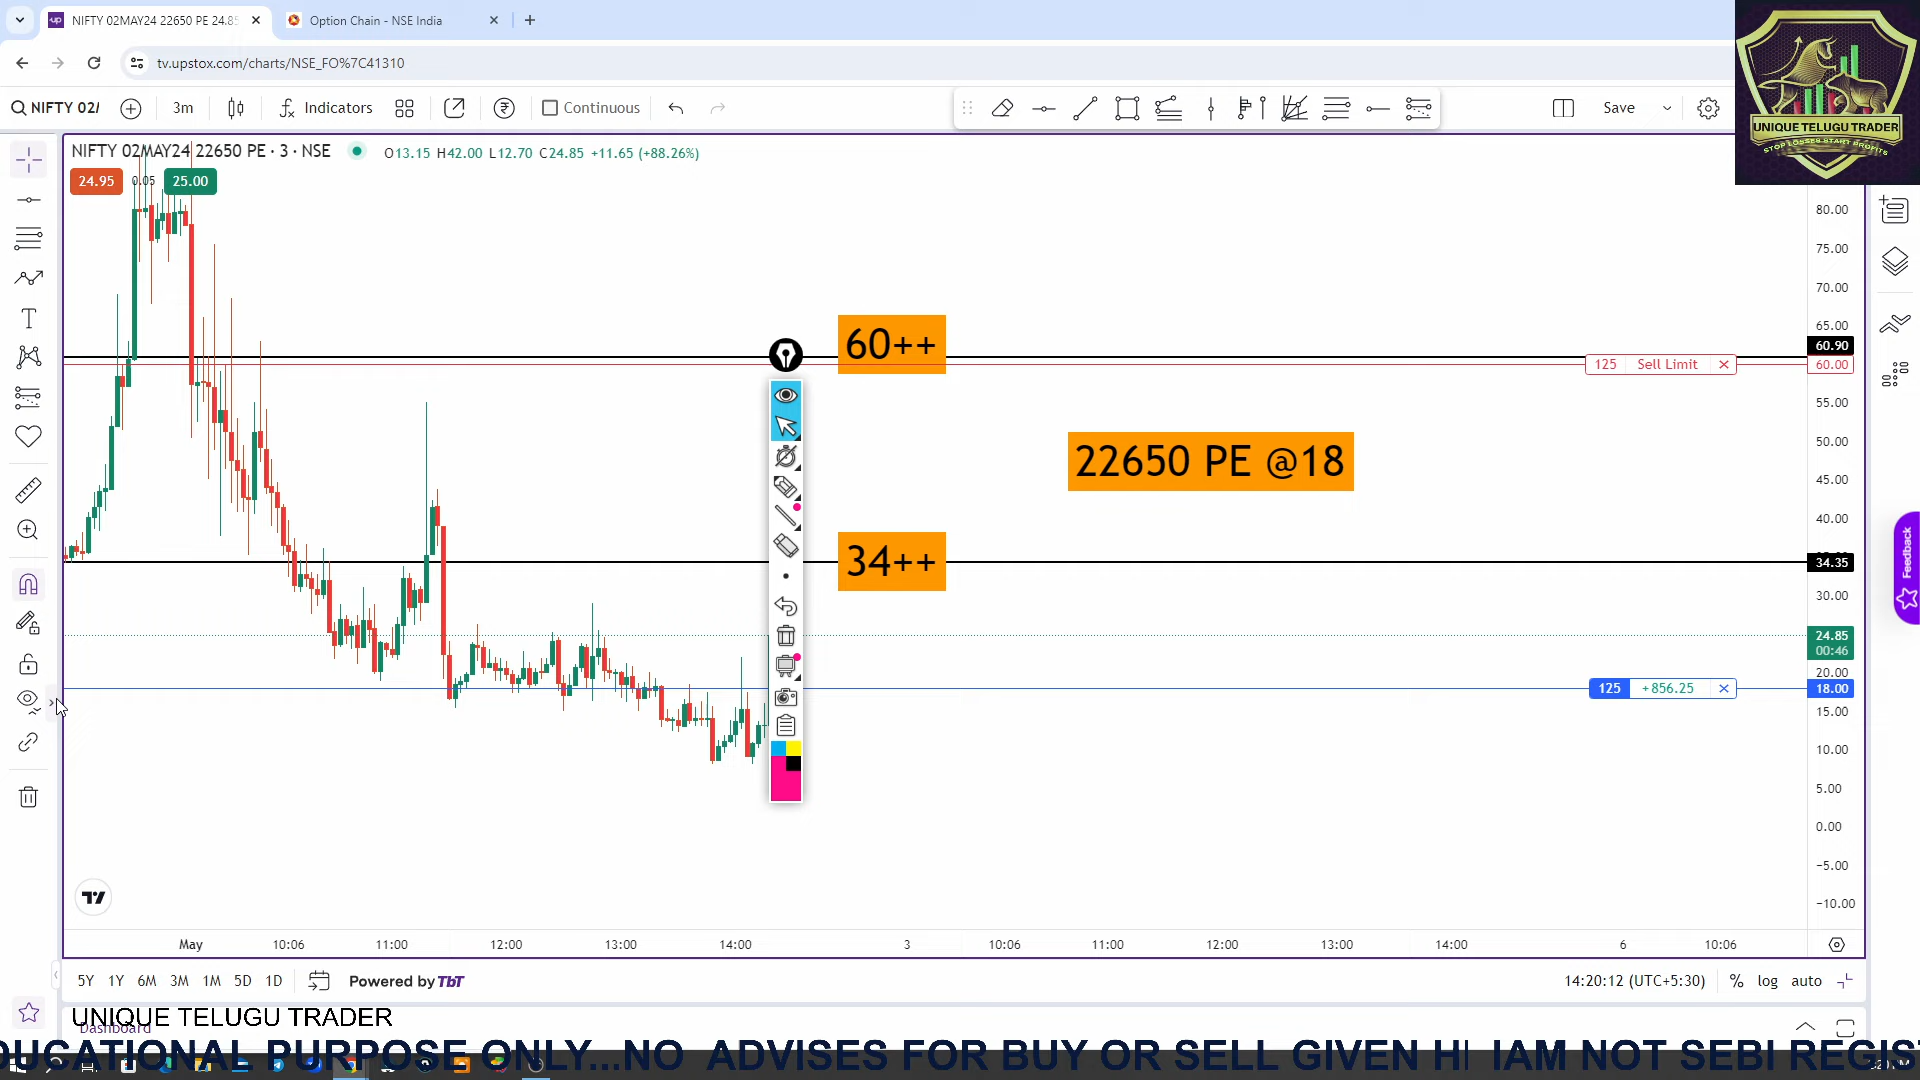 NIFTY 02MAY24 22650 PE 24.85
Option Chain - NSE India
tv.upstox.com/charts/NSE_FO%7C41310
NIFTY 02/
3m
Indicators
Continuous
Save
UNIQUE TELUGU TRADER
STOP LOSSES START PROFITS
NIFTY 02MAY24 22650 PE · 3 · NSE
O13.15 H42.00 L12.70 C24.85 +11.65 (+88.26%)
24.95
0.05
25.00
80.00
75.00
70.00
65.00
60++
60.90
125 Sell Limit
60.00
55.00
50.00
22650 PE @18
45.00
40.00
Feedback
34++
34.35
30.00
24.85
00:46
20.00
125 +856.25
18.00
15.00
10.00
5.00
0.00
−5.00
−10.00
May 10:06 11:00 12:00 13:00 14:00 3 10:06 11:00 12:00 13:00 14:00 6 10:06
5Y 1Y 6M 3M 1M 5D 1D
Powered by TbT
14:20:12 (UTC+5:30)
% log auto
UNIQUE TELUGU TRADER
Dashboard
DUCATIONAL PURPOSE ONLY...NO ADVISES FOR BUY OR SELL GIVEN HI IAM NOT SEBI REGIS